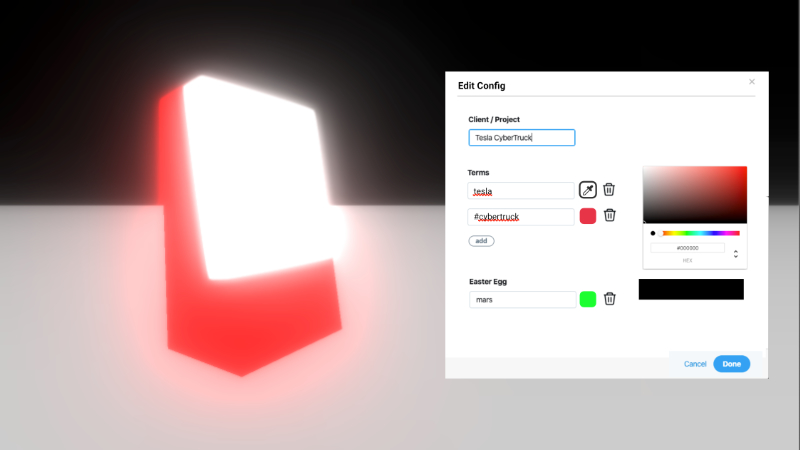 Edit Config
Client / Project
Tesla CyberTruck
Terms
tesla
#cybertruck
add
#000000
HEX
Easter Egg
mars
Cancel
Done